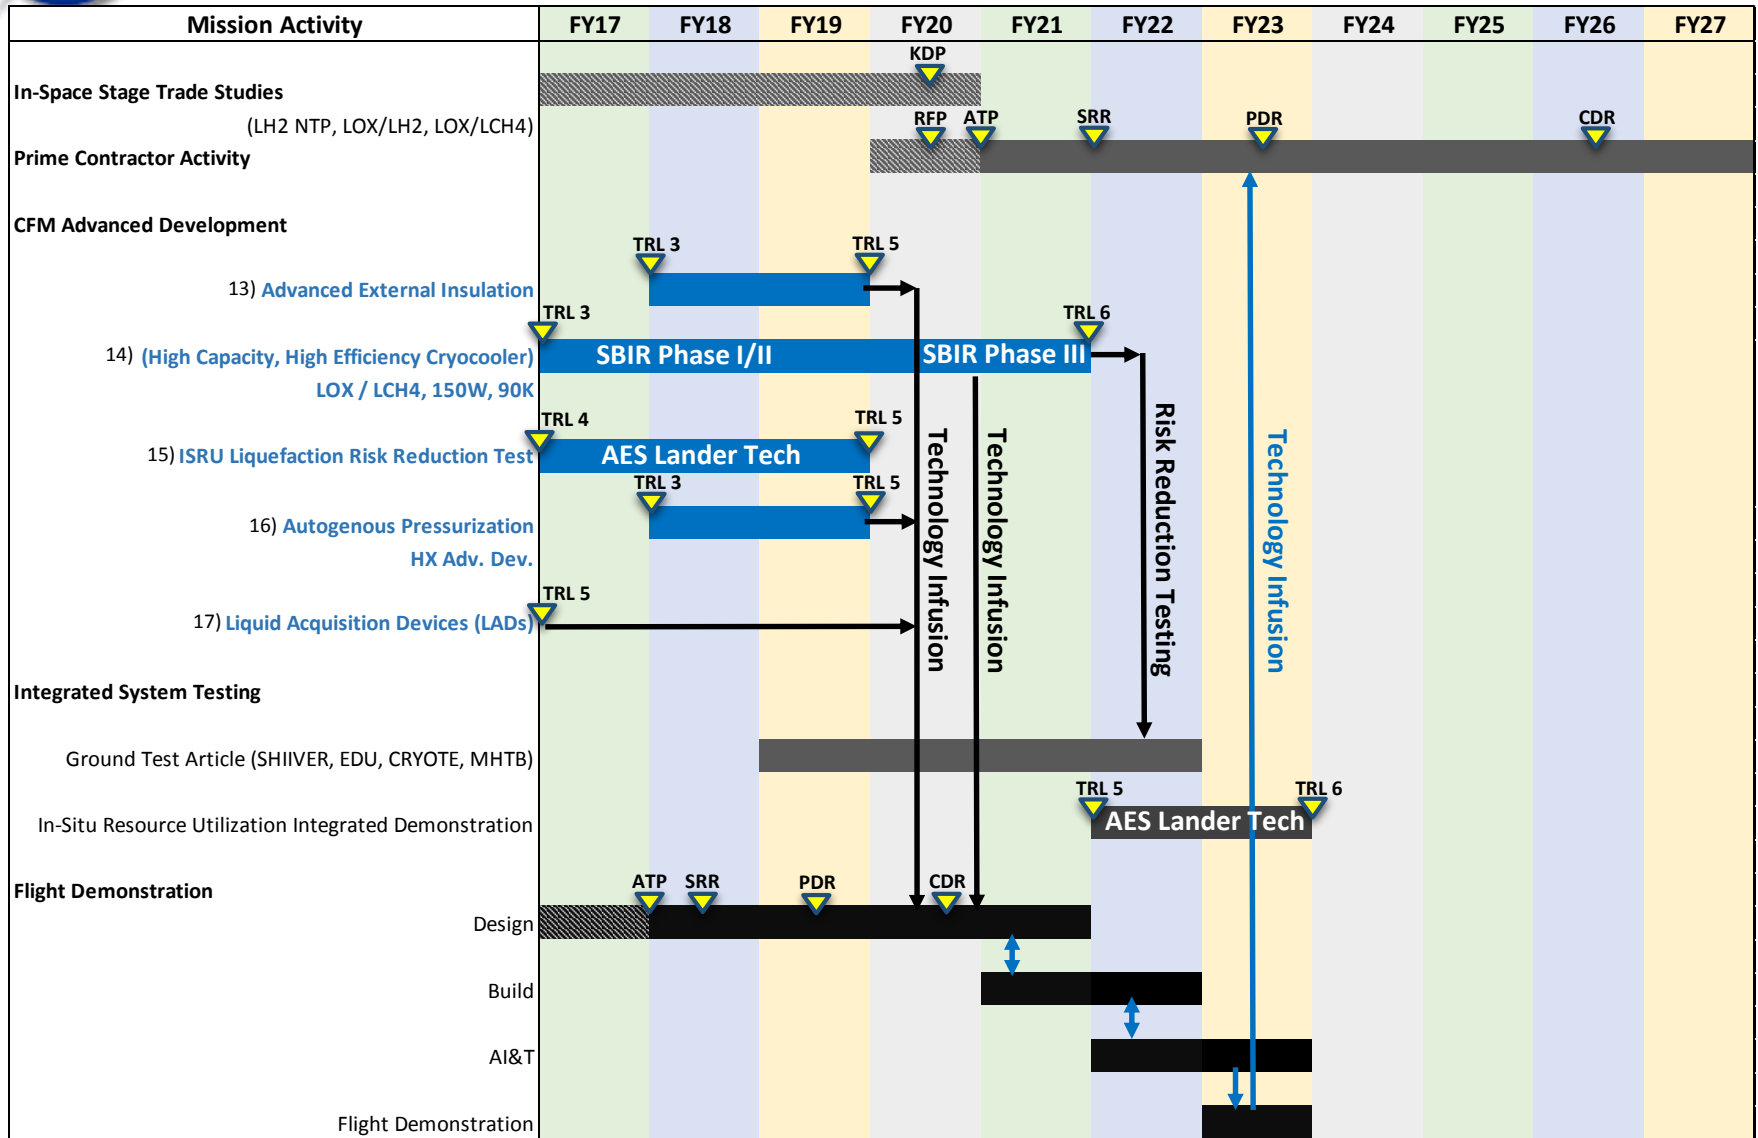 Mission Activity FY17 FY18 FY19 FY20 FY21 FY22 FY23 FY24 FY25 FY26 FY27
KDP
In-Space Stage Trade Studies
(LH2 NTP, LOX/LH2, LOX/LCH4)
RFP ATP SRR PDR CDR
Prime Contractor Activity
CFM Advanced Development
TRL 3 TRL 5
13) Advanced External Insulation
TRL 3 TRL 6
14) (High Capacity, High Efficiency Cryocooler) SBIR Phase I/II SBIR Phase III
LOX / LCH4, 150W, 90K
TRL 4 TRL 5
15) ISRU Liquefaction Risk Reduction Test AES Lander Tech
TRL 3 TRL 5
16) Autogenous Pressurization
HX Adv. Dev.
TRL 5
17) Liquid Acquisition Devices (LADs)
Technology Infusion
Technology Infusion
Risk Reduction Testing
Technology Infusion
Integrated System Testing
Ground Test Article (SHIIVER, EDU, CRYOTE, MHTB)
TRL 5 TRL 6
In-Situ Resource Utilization Integrated Demonstration AES Lander Tech
Flight Demonstration
ATP SRR PDR CDR
Design
Build
AI&T
Flight Demonstration